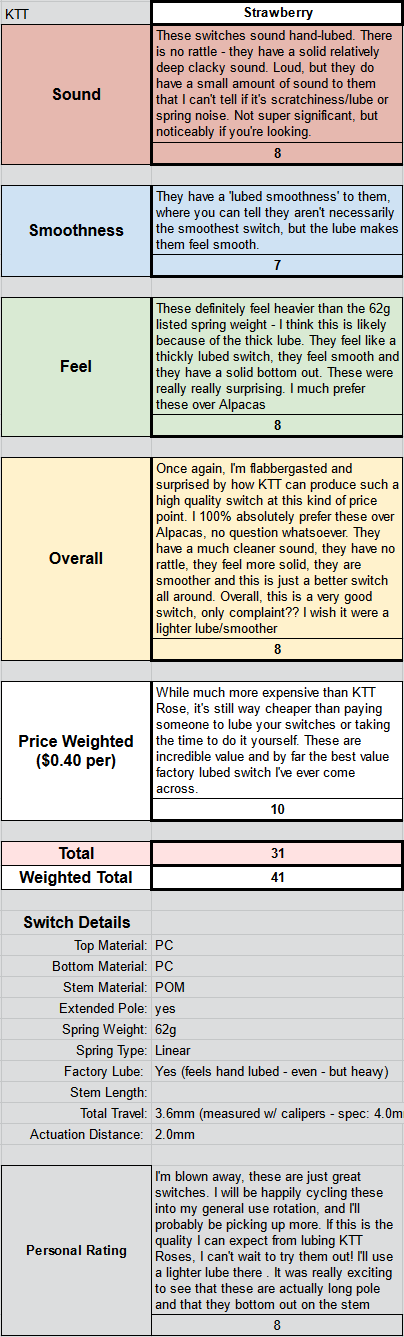 KTT
Strawberry
Sound
These switches sound hand-lubed. There
is no rattle - they have a solid relatively
deep clacky sound. Loud, but they do
have a small amount of sound to them
that I can't tell if it's scratchiness/lube or
spring noise. Not super significant, but
noticeably if you're looking.
8
Smoothness
They have a 'lubed smoothness' to them,
where you can tell they aren't necessarily
the smoothest switch, but the lube makes
them feel smooth.
7
Feel
These definitely feel heavier than the 62g
listed spring weight - I think this is likely
because of the thick lube. They feel like a
thickly lubed switch, they feel smooth and
they have a solid bottom out. These were
really really surprising. I much prefer
these over Alpacas
8
Overall
Once again, I'm flabbergasted and
surprised by how KTT can produce such a
high quality switch at this kind of price
point. I 100% absolutely prefer these over
Alpacas, no question whatsoever. They
have a much cleaner sound, they have no
rattle, they feel more solid, they are
smoother and this is just a better switch
all around. Overall, this is a very good
switch, only complaint?? I wish it were a
lighter lube/smoother
8
Price Weighted
($0.40 per)
While much more expensive than KTT
Rose, it's still way cheaper than paying
someone to lube your switches or taking
the time to do it yourself. These are
incredible value and by far the best value
factory lubed switch I've ever come
across.
10
Total
31
Weighted Total
41
Switch Details
Top Material: PC
Bottom Material: PC
Stem Material: POM
Extended Pole: yes
Spring Weight: 62g
Spring Type: Linear
Factory Lube: Yes (feels hand lubed - even - but heavy)
Stem Length:
Total Travel: 3.6mm (measured w/ calipers - spec: 4.0m
Actuation Distance: 2.0mm
Personal Rating
I'm blown away, these are just great
switches. I will be happily cycling these
into my general use rotation, and I'll
probably be picking up more. If this is the
quality I can expect from lubing KTT
Roses, I can't wait to try them out! I'll use
a lighter lube there . It was really exciting
to see that these are actually long pole
and that they bottom out on the stem
8